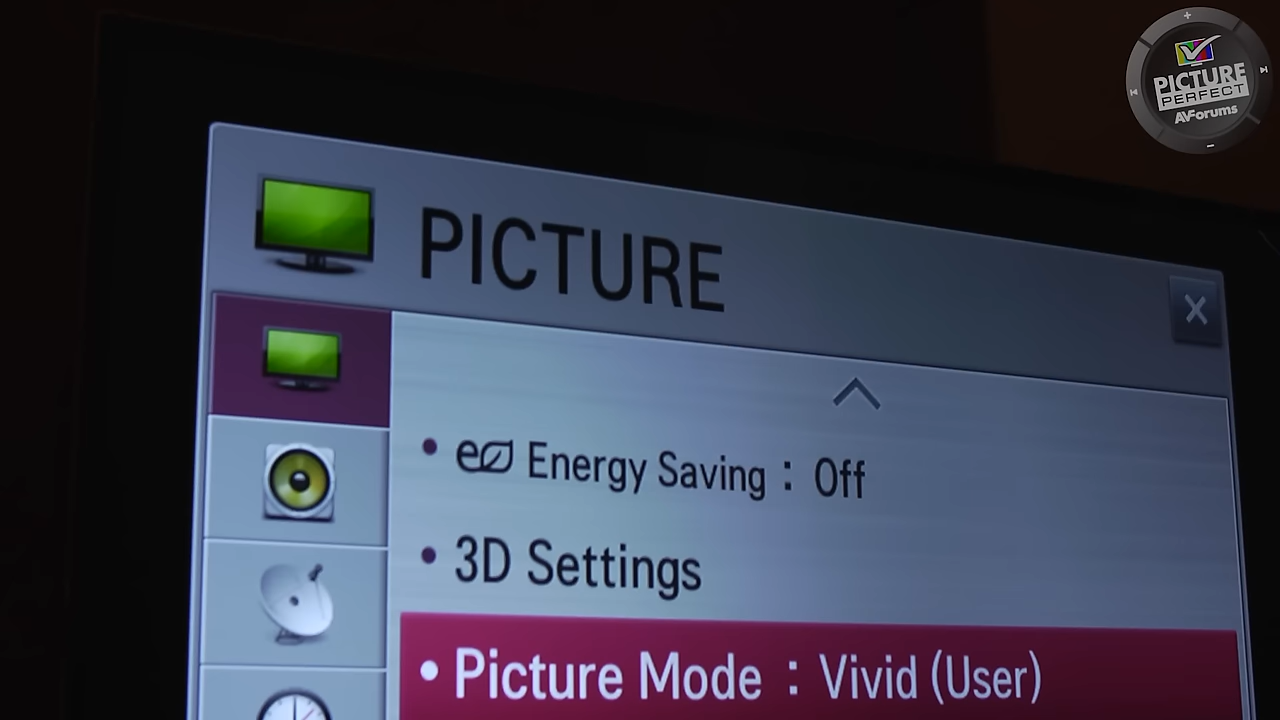 PICTURE
PERFECT
AVForums
PICTURE
Energy Saving : Off
3D Settings
Picture Mode : Vivid (User)